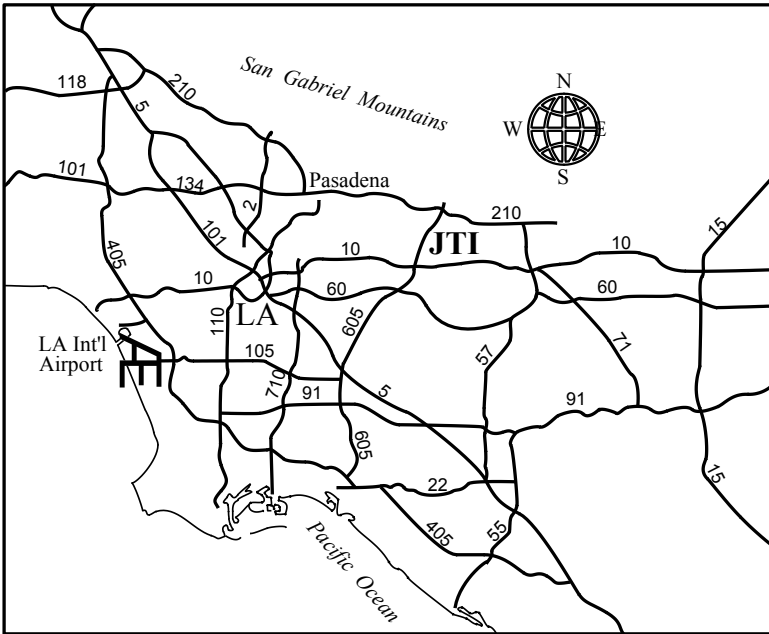 N
San Gabriel Mountains
118
210
5
W
E
S
101
134
Pasadena
2
210
15
101
JTI
405
10
10
10
60
60
LA
110
605
LA Int'l
Airport
105
57
71
710
91
5
91
605
22
15
405
55
Pacific Ocean